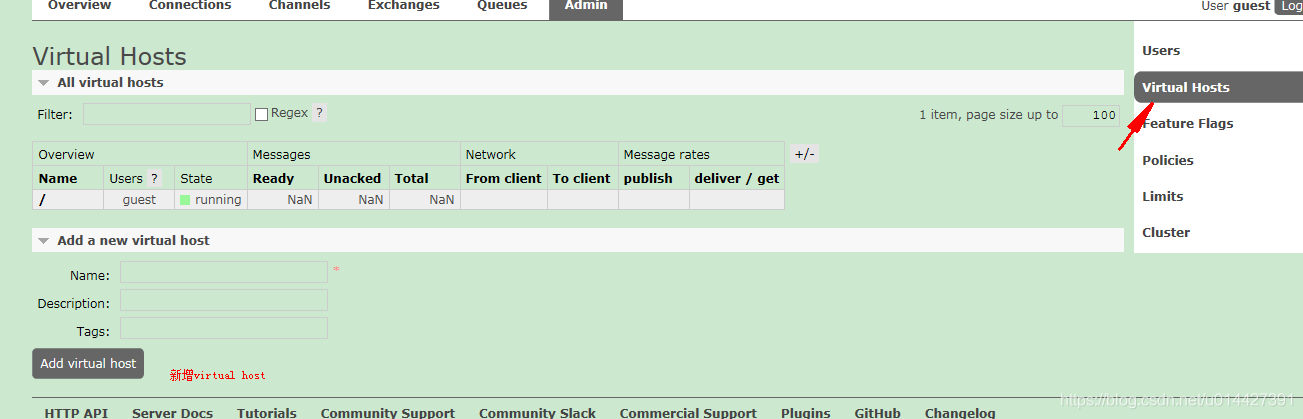 Overview Connections Channels Exchanges Queues Admin User guest Log
Virtual Hosts
All virtual hosts
Filter: Regex ? 1 item, page size up to 100
Overview Messages Network Message rates +/-
Name Users ? State Ready Unacked Total From client To client publish deliver / get
/ guest running NaN NaN NaN
Add a new virtual host
Name: *
Description:
Tags:
Add virtual host
新增virtual host
Users
Virtual Hosts
Feature Flags
Policies
Limits
Cluster
HTTP API Server Docs Tutorials Community Support Community Slack Commercial Support Plugins GitHub Changelog
https://blog.csdn.net/u014427391